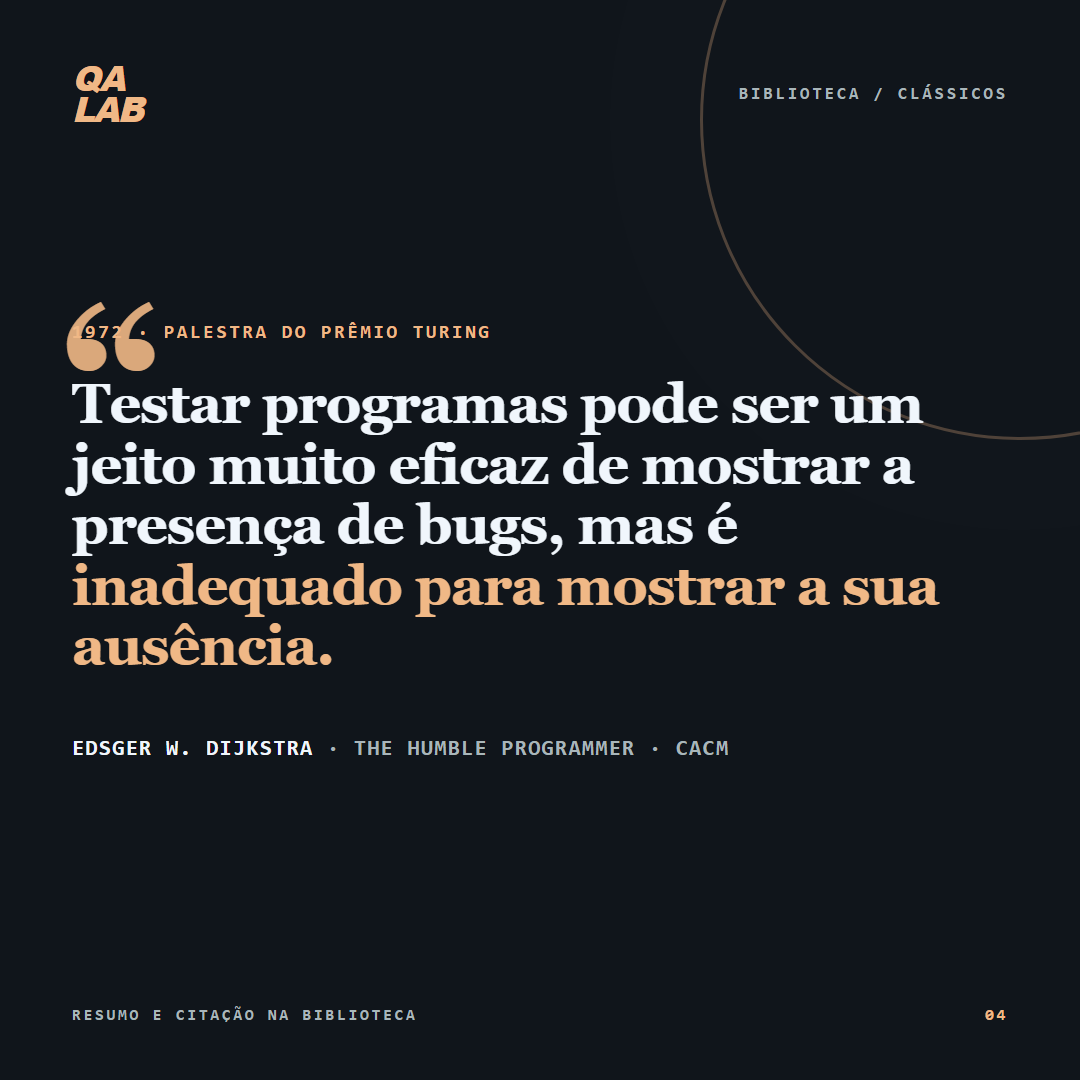 QA
LAB
BIBLIOTECA / CLÁSSICOS
“
1972 · PALESTRA DO PRÊMIO TURING
Testar programas pode ser um
jeito muito eficaz de mostrar a
presença de bugs, mas é
inadequado para mostrar a sua
ausência.
EDSGER W. DIJKSTRA · THE HUMBLE PROGRAMMER · CACM
RESUMO E CITAÇÃO NA BIBLIOTECA
04